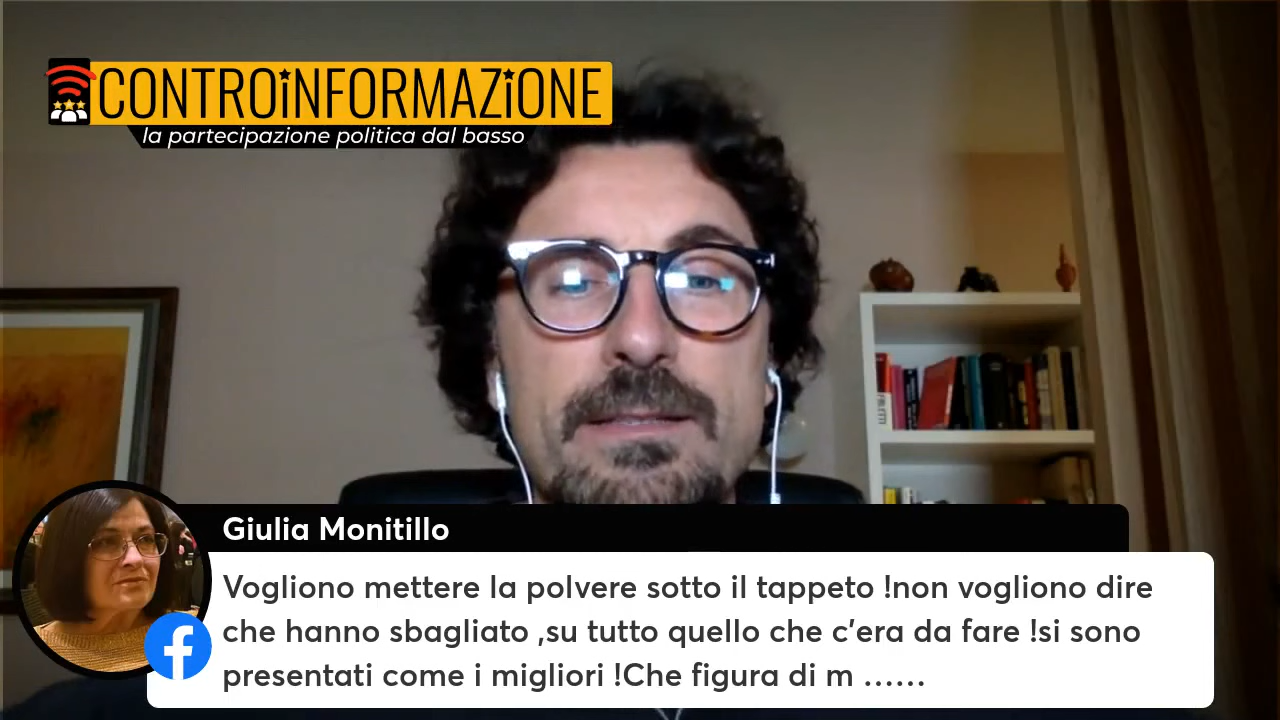 CONTROiNFORMAZiONE
la partecipazione politica dal basso
Giulia Monitillo
Vogliono mettere la polvere sotto il tappeto !non vogliono dire
che hanno sbagliato ,su tutto quello che c'era da fare !si sono
presentati come i migliori !Che figura di m ......